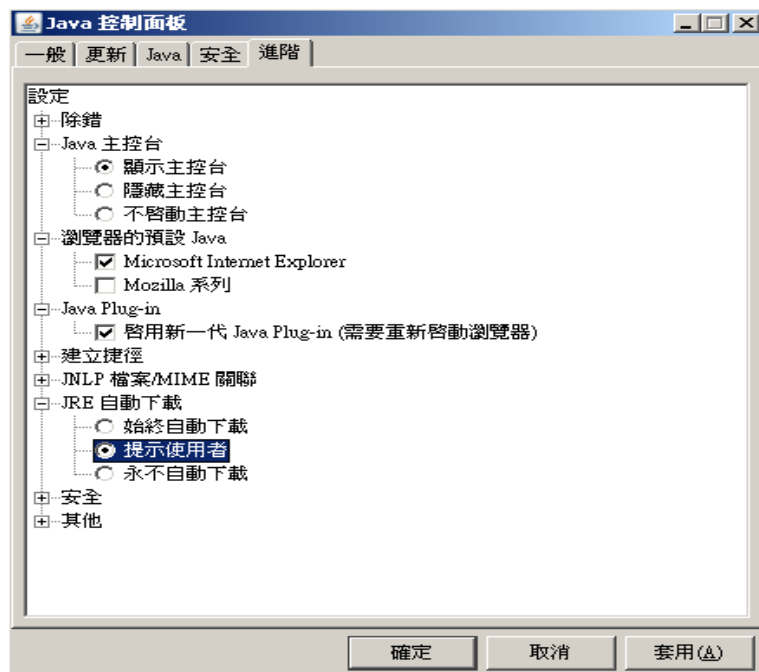 Java 控制面板
一般 更新 Java 安全 進階
設定
除錯
Java 主控台
顯示主控台
隱藏主控台
不啟動主控台
瀏覽器的預設 Java
Microsoft Internet Explorer
Mozilla 系列
Java Plug-in
啟用新一代 Java Plug-in (需要重新啟動瀏覽器)
建立捷徑
JNLP 檔案/MIME 關聯
JRE 自動下載
始終自動下載
提示使用者
永不自動下載
安全
其他
確定 取消 套用(A)